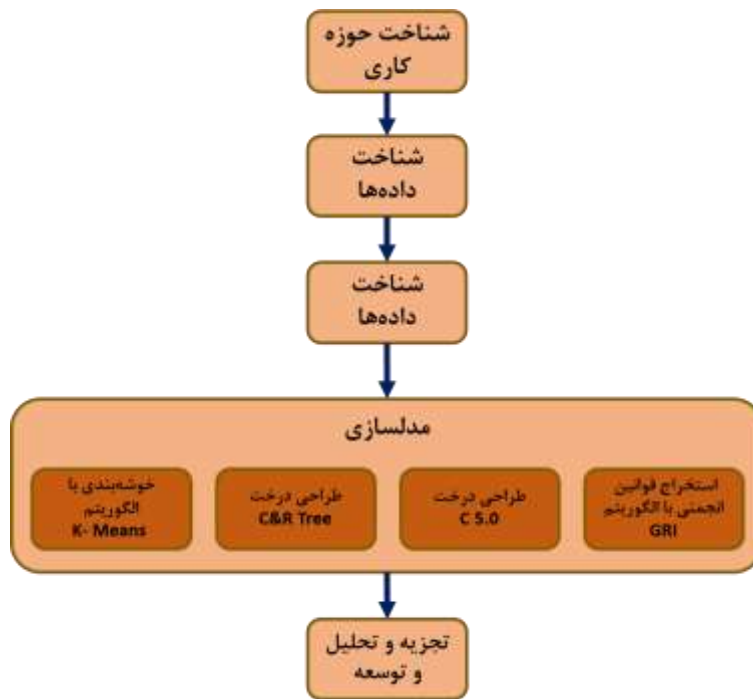 شناخت حوزه
کاری
شناخت
داده‌ها
شناخت
داده‌ها
مدلسازی
استخراج قوانین
انجمنی با الگوریتم
GRI
طراحی درخت
C 5.0
طراحی درخت
C&R Tree
خوشه‌بندی با
الگوریتم
K- Means
تجزیه و تحلیل
و توسعه